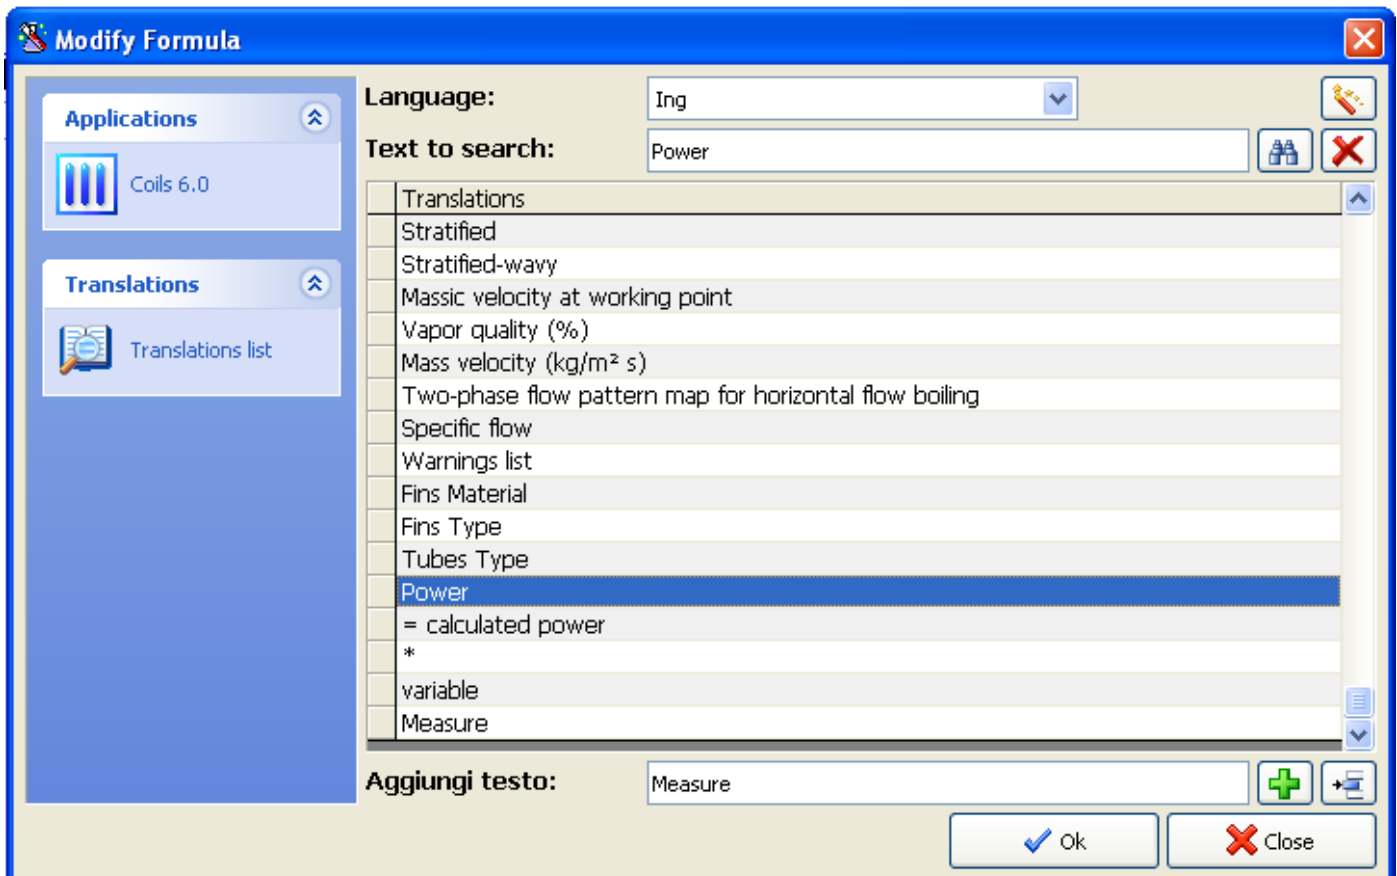 Modify Formula
Applications
Coils 6.0
Translations
Translations list
Language:
Ing
Text to search:
Power
Translations
Stratified
Stratified-wavy
Massic velocity at working point
Vapor quality (%)
Mass velocity (kg/m² s)
Two-phase flow pattern map for horizontal flow boiling
Specific flow
Warnings list
Fins Material
Fins Type
Tubes Type
Power
= calculated power
*
variable
Measure
Aggiungi testo:
Measure
Ok
Close